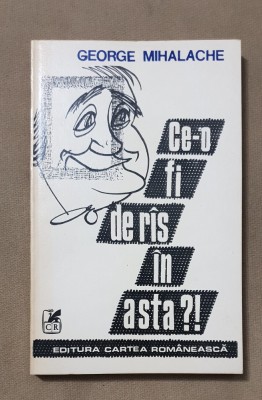 GEORGE MIHALACHE
Ce-o
fi
de rîs
în
asta?!
CR
EDITURA CARTEA ROMÂNEASCĂ